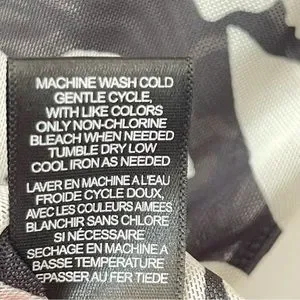 MACHINE WASH COLD
GENTLE CYCLE,
WITH LIKE COLORS
ONLY NON-CHLORINE
BLEACH WHEN NEEDED
TUMBLE DRY LOW
COOL IRON AS NEEDED
LAVER EN MACHINE A L'EAU
FROIDE CYCLE DOUX,
AVEC LES COULEURS AIMEES
BLANCHIR SANS CHLORE
SI NÉCESSAIRE
SECHAGE EN MACHINE A
BASSE TEMPERATURE
EPASSER AU FER TIEDE